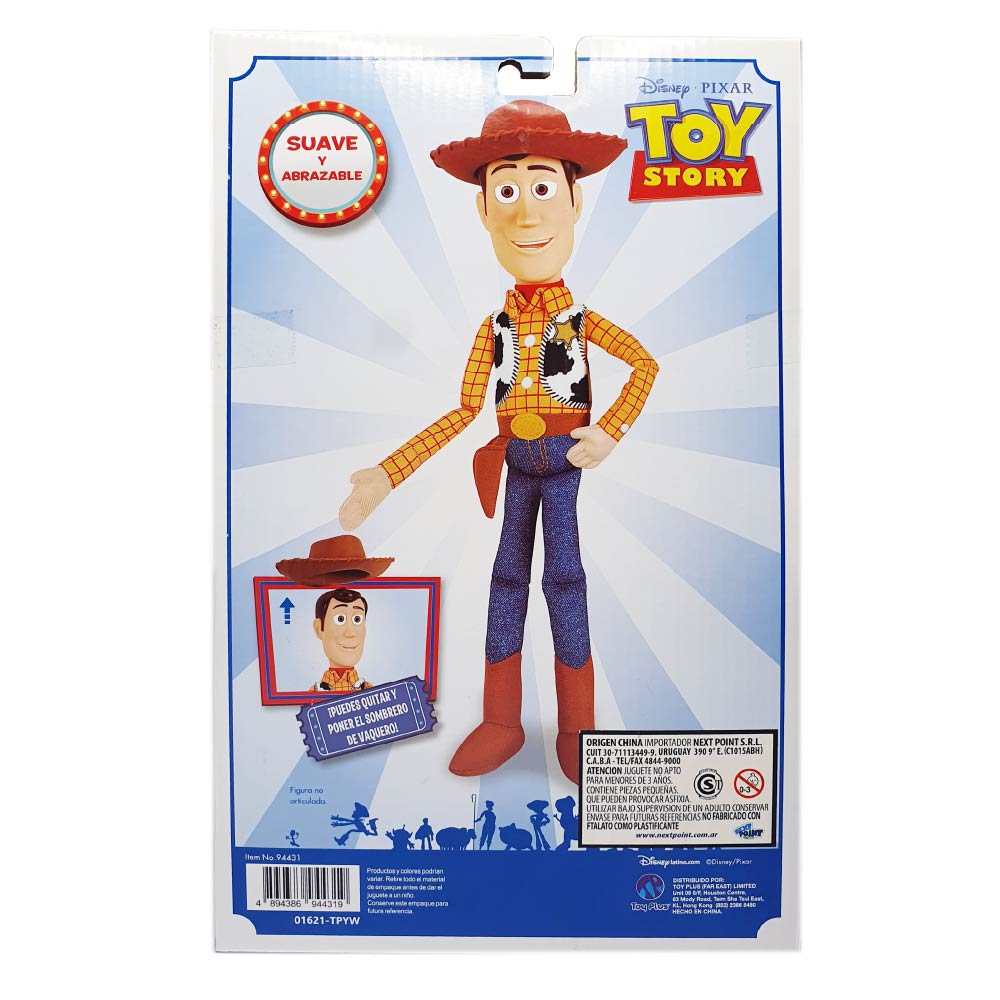 SUAVE
Y
ABRAZABLE
Disney · PIXAR
TOY
STORY
¡PUEDES QUITAR Y
PONER EL SOMBRERO
DE VAQUERO!
Figura no
articulada.
ORIGEN CHINA IMPORTADOR NEXT POINT S.R.L.
CUIT 30-71113449-9. URUGUAY 390 9° E. (C1015ABH)
C.A.B.A - TEL/FAX 4844-9000
ATENCION JUGUETE NO APTO
PARA MENORES DE 3 AÑOS.
CONTIENE PIEZAS PEQUEÑAS.
QUE PUEDEN PROVOCAR ASFIXIA.
UTILIZAR BAJO SUPERVISION DE UN ADULTO CONSERVAR
ENVASE PARA FUTURAS REFERENCIAS NO FABRICADO CON
FTALATO COMO PLASTIFICANTE
www.nextpoint.com.ar
S
0-3
NEXT
POINT
Item No. 94431
4 894386 944319
01621-TPYW
Productos y colores podrían
variar. Retire todo el material
de empaque antes de dar el
juguete a un niño.
Conserve este empaque para
futura referencia.
Disneylatino.com ©Disney/Pixar
Toy Plus
DISTRIBUIDO POR:
TOY PLUS (FAR EAST) LIMITED
Unit 09 9/F, Houston Centre,
63 Mody Road, Tsim Sha Tsui East,
KL, Hong Kong (852) 2366 8490
HECHO EN CHINA.